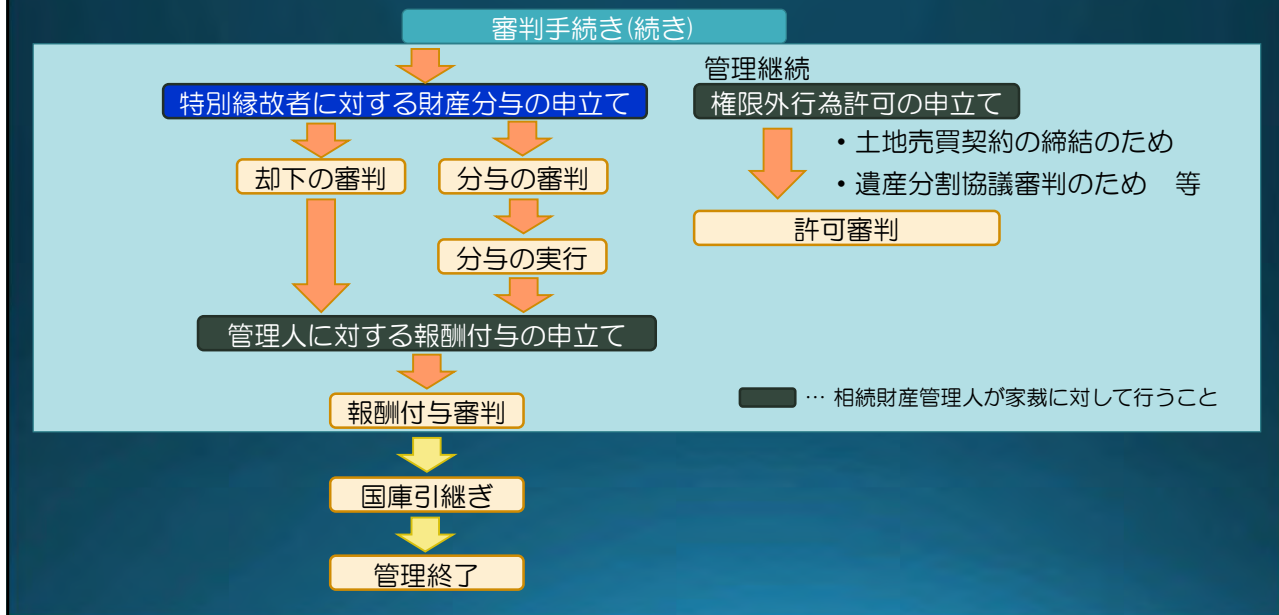 審判手続き(続き)
特別縁故者に対する財産分与の申立て
却下の審判
分与の審判
分与の実行
管理人に対する報酬付与の申立て
報酬付与審判
国庫引継ぎ
管理終了
管理継続
権限外行為許可の申立て
・土地売買契約の締結のため
・遺産分割協議審判のため　等
許可審判
… 相続財産管理人が家裁に対して行うこと